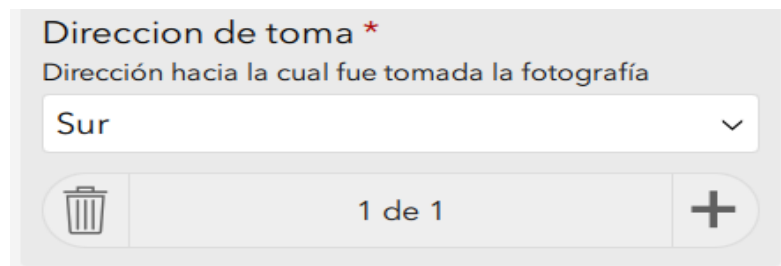 Direccion de toma *
Dirección hacia la cual fue tomada la fotografía
Sur
1 de 1